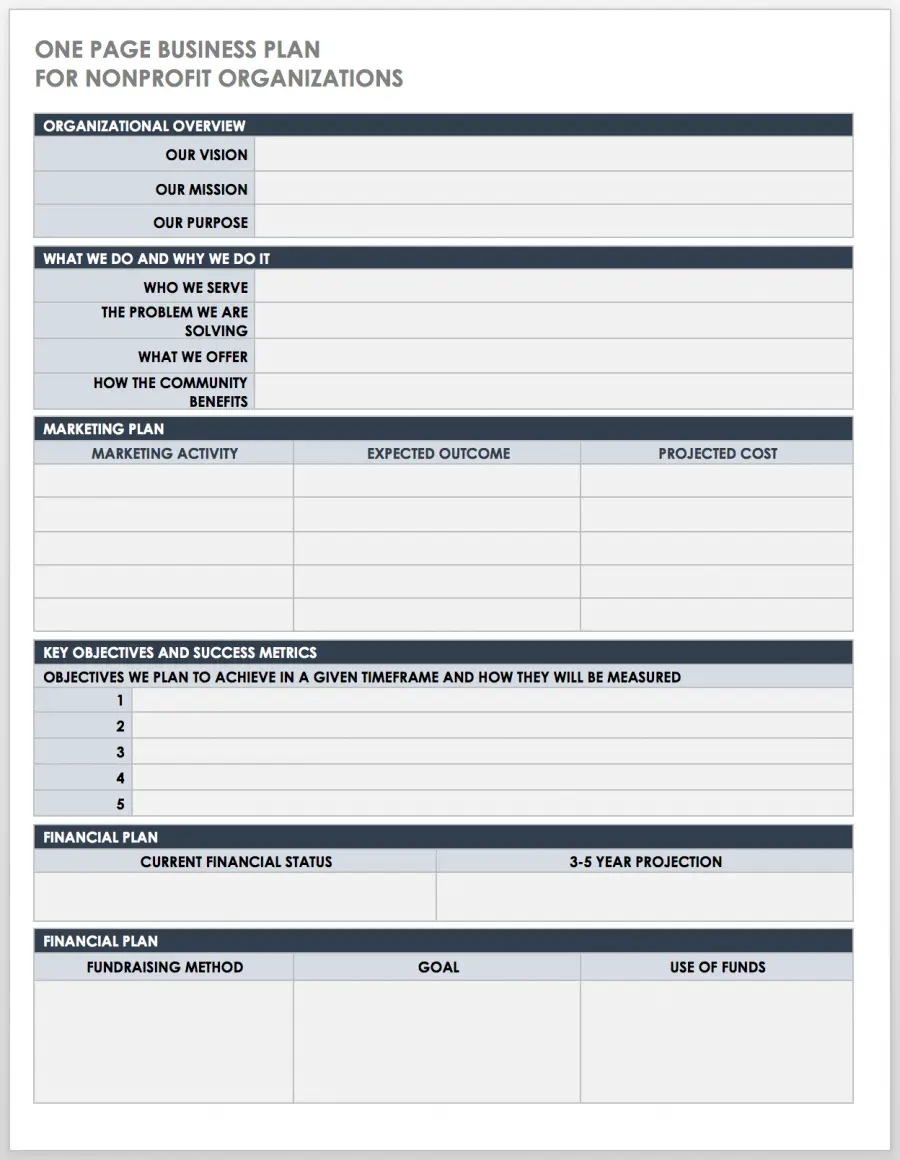 ONE PAGE BUSINESS PLAN
FOR NONPROFIT ORGANIZATIONS
ORGANIZATIONAL OVERVIEW
OUR VISION
OUR MISSION
OUR PURPOSE
WHAT WE DO AND WHY WE DO IT
WHO WE SERVE
THE PROBLEM WE ARE
SOLVING
WHAT WE OFFER
HOW THE COMMUNITY
BENEFITS
MARKETING PLAN
MARKETING ACTIVITY EXPECTED OUTCOME PROJECTED COST
KEY OBJECTIVES AND SUCCESS METRICS
OBJECTIVES WE PLAN TO ACHIEVE IN A GIVEN TIMEFRAME AND HOW THEY WILL BE MEASURED
1
2
3
4
5
FINANCIAL PLAN
CURRENT FINANCIAL STATUS 3-5 YEAR PROJECTION
FINANCIAL PLAN
FUNDRAISING METHOD GOAL USE OF FUNDS